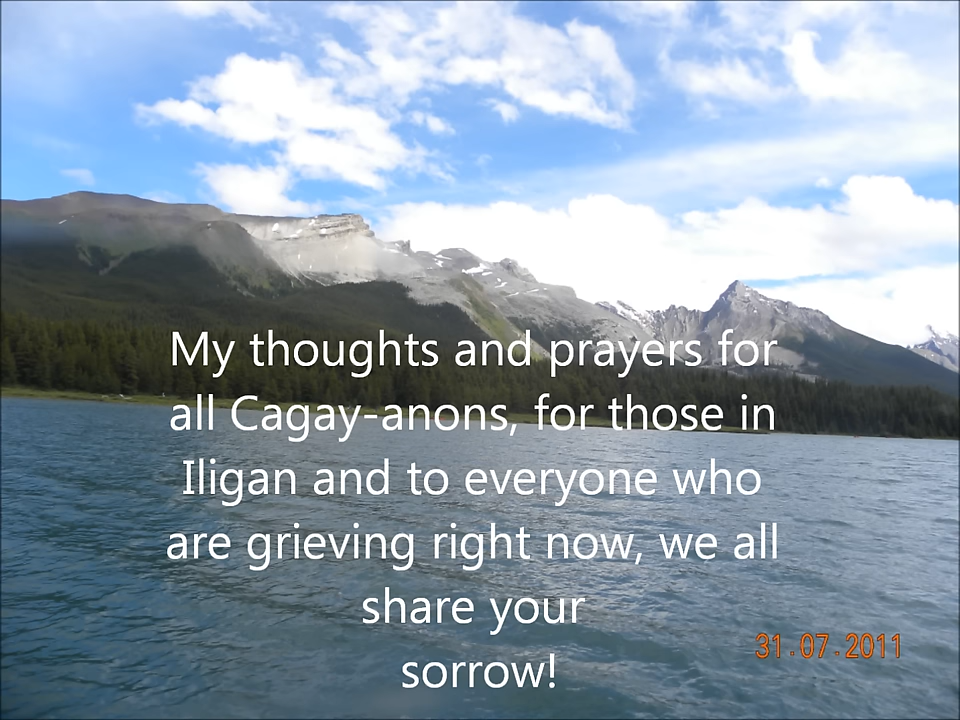 My thoughts and prayers for
all Cagay-anons, for those in
Iligan and to everyone who
are grieving right now, we all
share your
sorrow!
31.07.2011